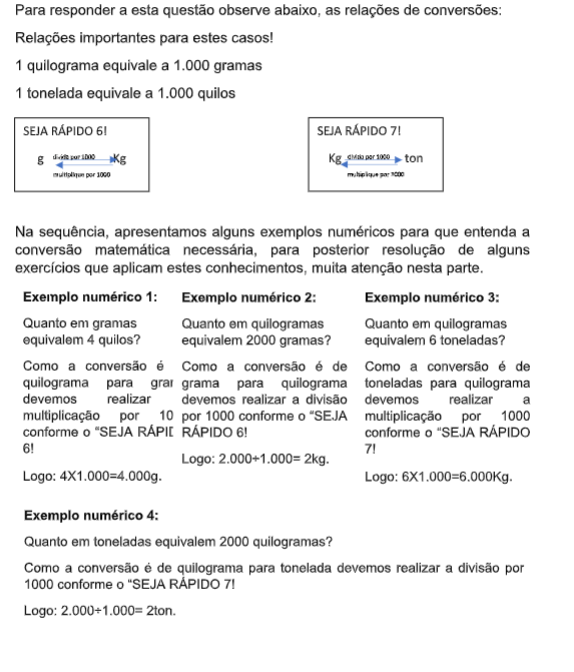 Para responder a esta questão observe abaixo, as relações de conversões:
Relações importantes para estes casos!
1 quilograma equivale a 1.000 gramas
1 tonelada equivale a 1.000 quilos
SEJA RÁPIDO 6!
g divida por 1000 Kg
multiplique por 1000
SEJA RÁPIDO 7!
Kg divida por 1000 ton
multiplique por 1000
Na sequência, apresentamos alguns exemplos numéricos para que entenda a
conversão matemática necessária, para posterior resolução de alguns
exercícios que aplicam estes conhecimentos, muita atenção nesta parte.
Exemplo numérico 1:
Quanto em gramas
equivalem 4 quilos?
Como a conversão é
quilograma para grar
devemos realizar
multiplicação por 10
conforme o "SEJA RÁPID
6!
Logo: 4X1.000=4.000g.
Exemplo numérico 2:
Quanto em quilogramas
equivalem 2000 gramas?
Como a conversão é de
grama para quilograma
devemos realizar a divisão
por 1000 conforme o "SEJA
RÁPIDO 6!
Logo: 2.000÷1.000= 2kg.
Exemplo numérico 3:
Quanto em quilogramas
equivalem 6 toneladas?
Como a conversão é de
toneladas para quilograma
devemos realizar a
multiplicação por 1000
conforme o "SEJA RÁPIDO
7!
Logo: 6X1.000=6.000Kg.
Exemplo numérico 4:
Quanto em toneladas equivalem 2000 quilogramas?
Como a conversão é de quilograma para tonelada devemos realizar a divisão por
1000 conforme o "SEJA RÁPIDO 7!
Logo: 2.000÷1.000= 2ton.